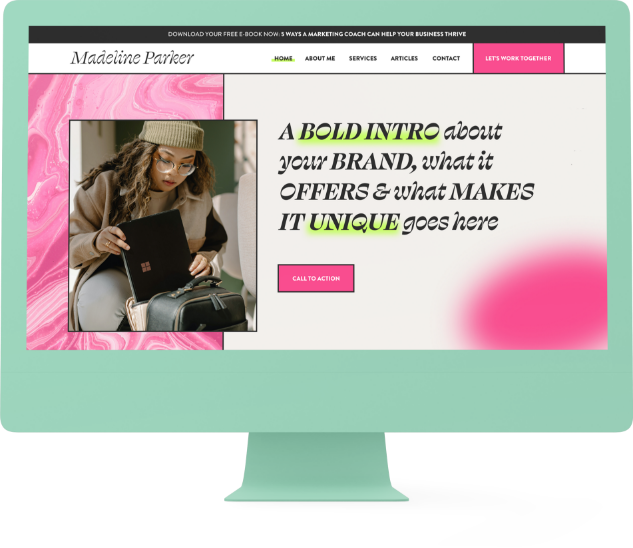 DOWNLOAD YOUR FREE E-BOOK NOW: 5 WAYS A MARKETING COACH CAN HELP YOUR BUSINESS THRIVE
Madeline Parker
HOME ABOUT ME SERVICES ARTICLES CONTACT LET'S WORK TOGETHER
A BOLD INTRO about
your BRAND, what it
OFFERS & what MAKES
IT UNIQUE goes here
CALL TO ACTION